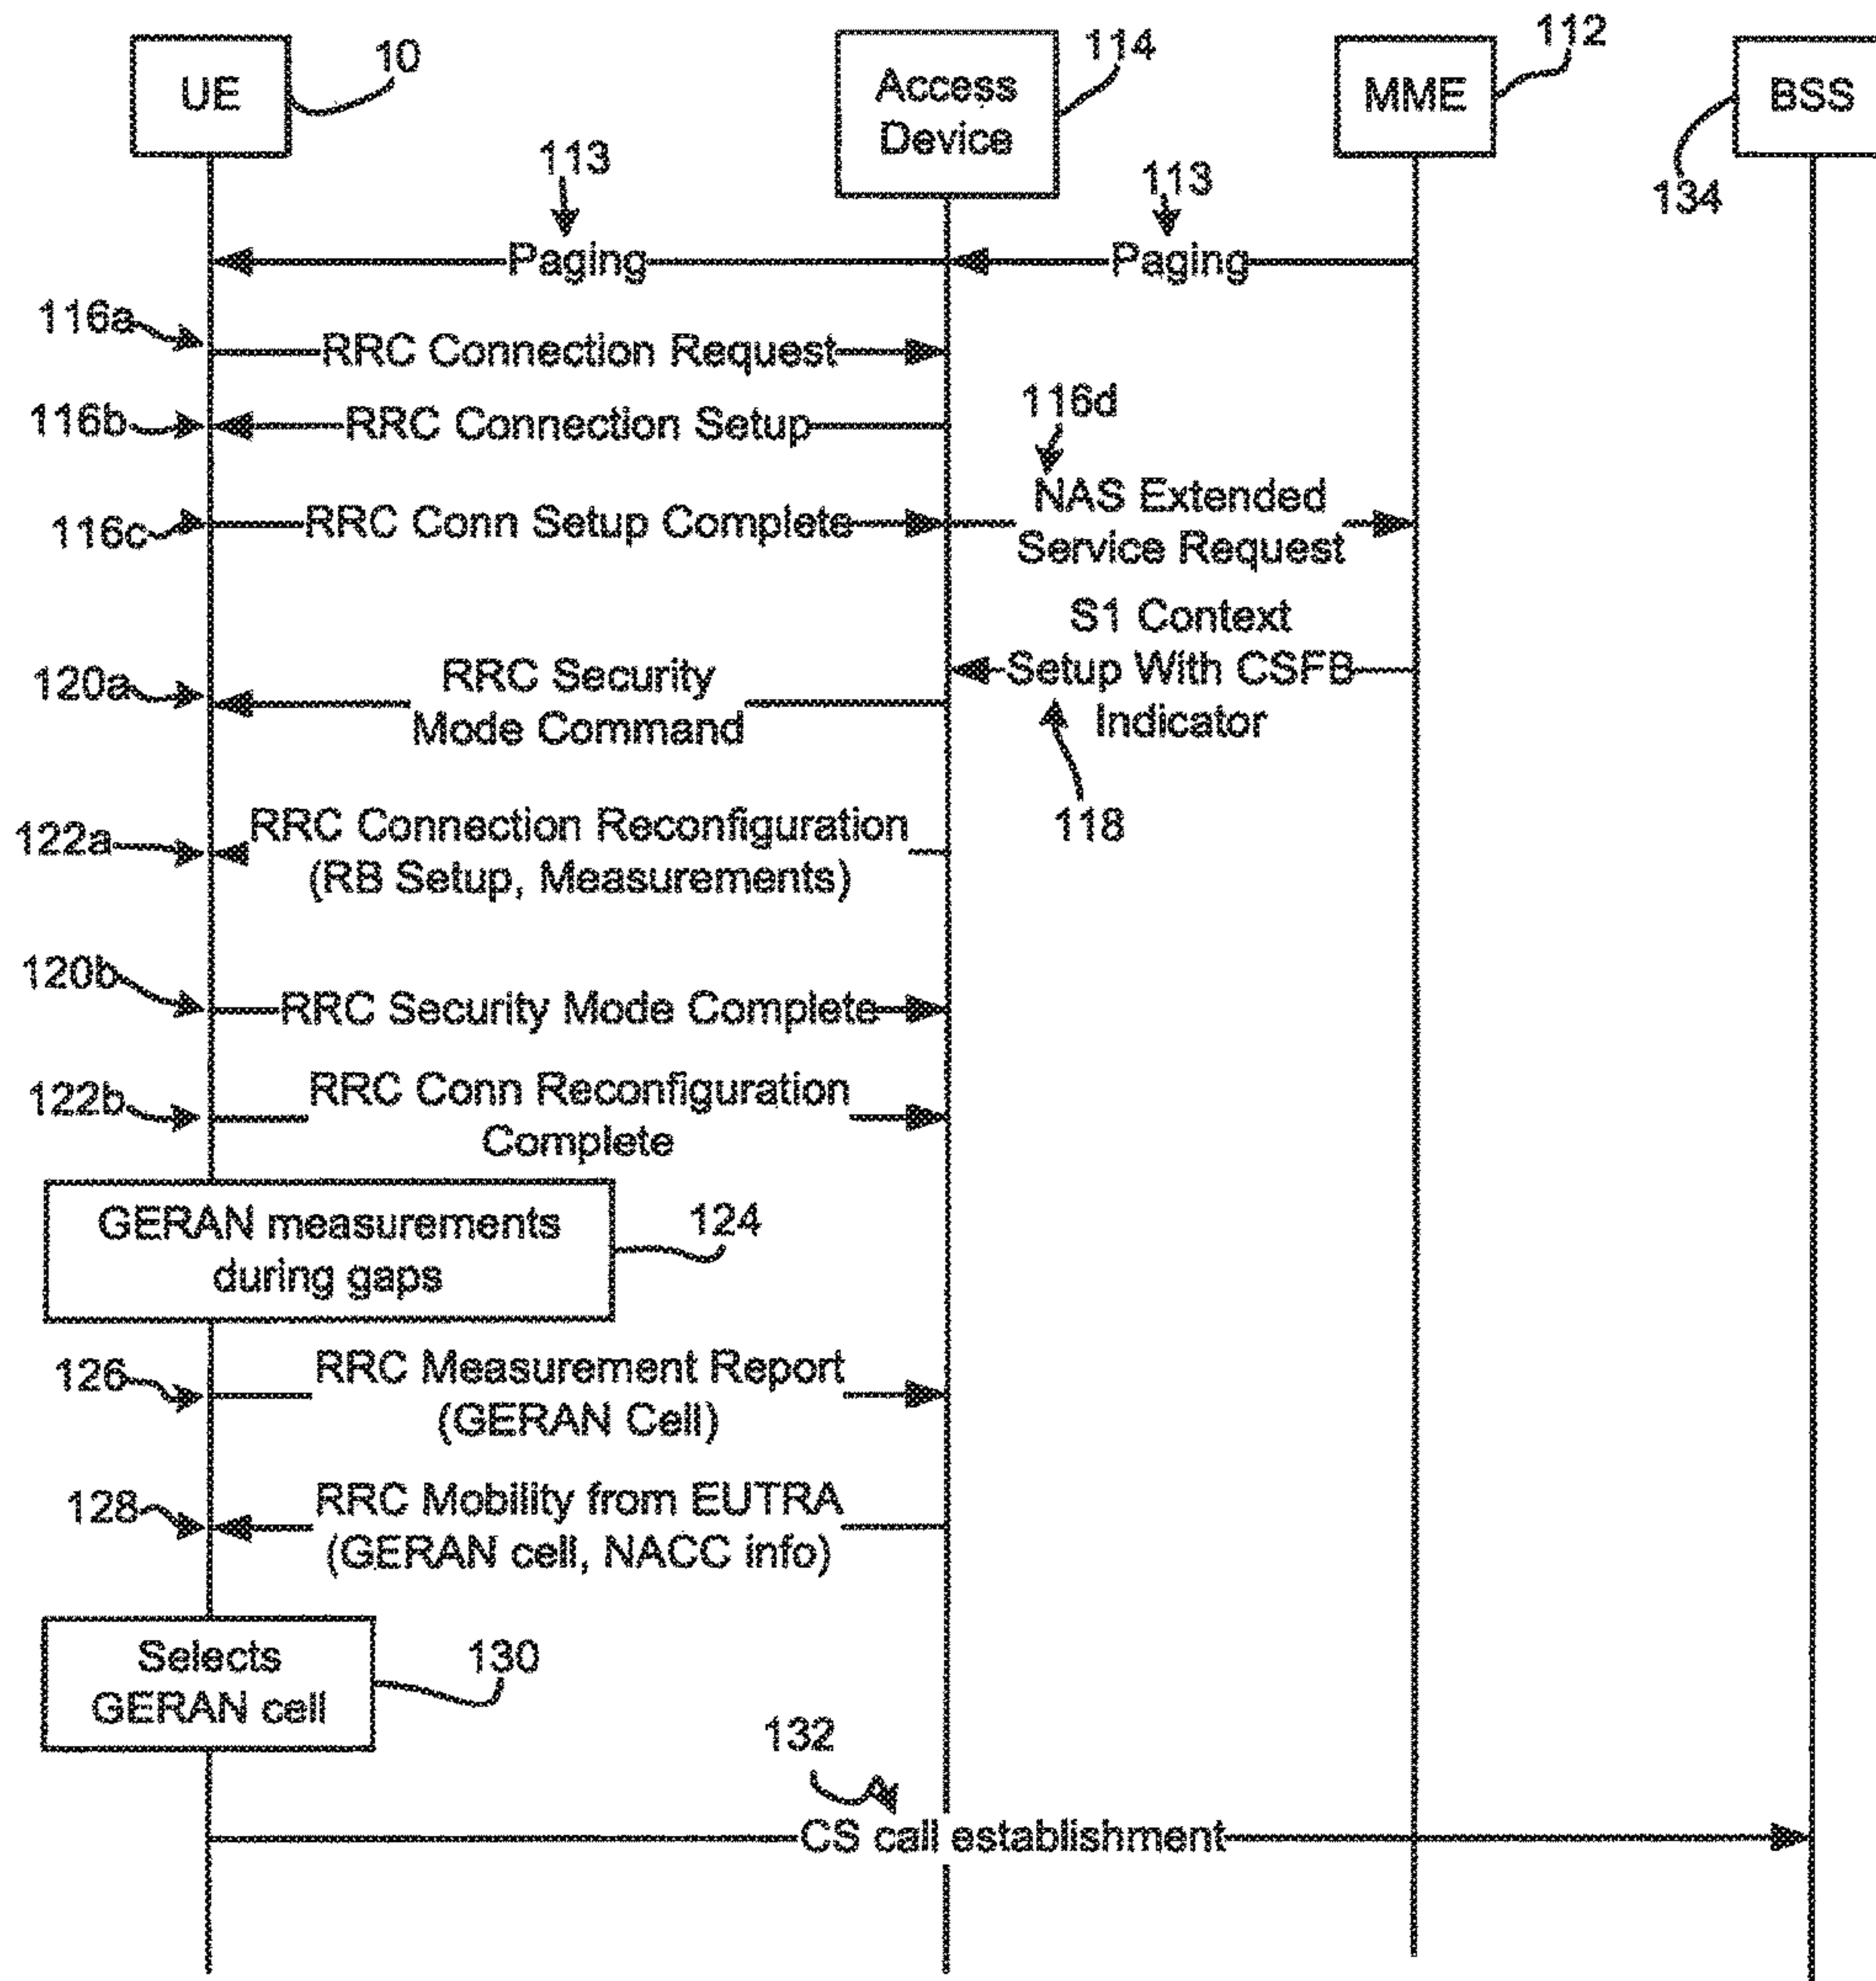 UE
10
Access
Device
114
MME
112
BSS
134
113
113
Paging
Paging
116a
RRC Connection Request
116b
RRC Connection Setup
116d
116c
RRC Conn Setup Complete
NAS Extended
Service Request
S1 Context
Setup With CSFB
Indicator
118
120a
RRC Security
Mode Command
122a
RRC Connection Reconfiguration
(RB Setup, Measurements)
120b
RRC Security Mode Complete
122b
RRC Conn Reconfiguration
Complete
GERAN measurements
during gaps
124
126
RRC Measurement Report
(GERAN Cell)
128
RRC Mobility from EUTRA
(GERAN cell, NACC info)
Selects
GERAN cell
130
132
CS call establishment